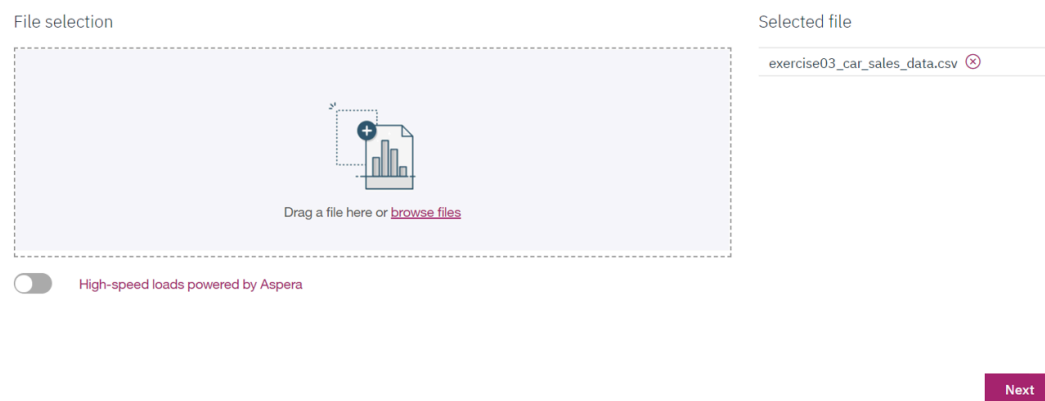 File selection
Selected file
exercise03_car_sales_data.csv
Drag a file here or browse files
High-speed loads powered by Aspera
Next